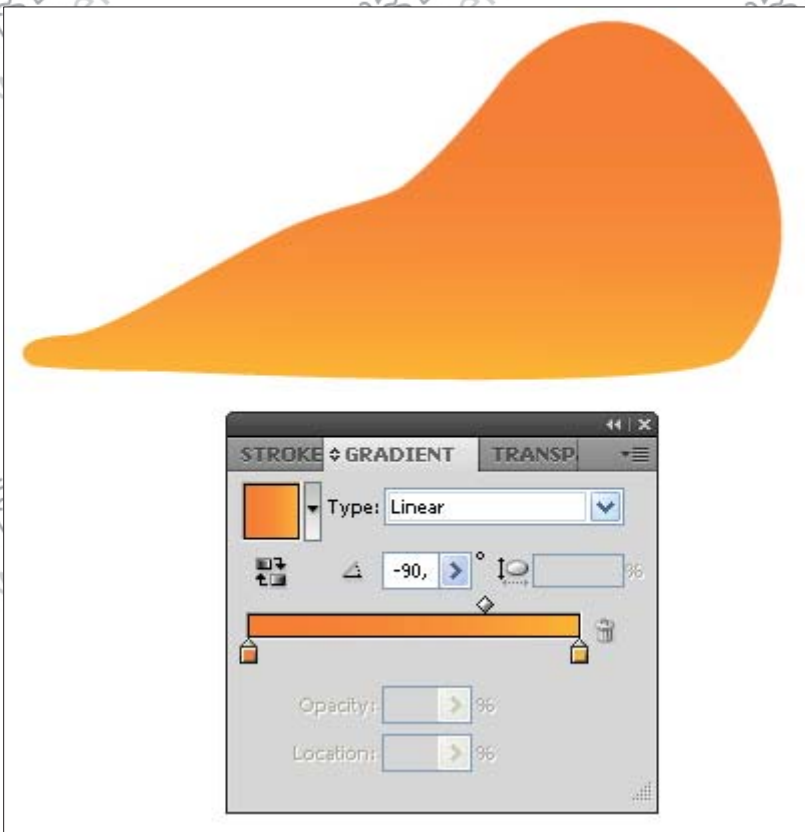 STROKE GRADIENT TRANSP.
Type: Linear
-90, ° %
Opacity: %
Location: %